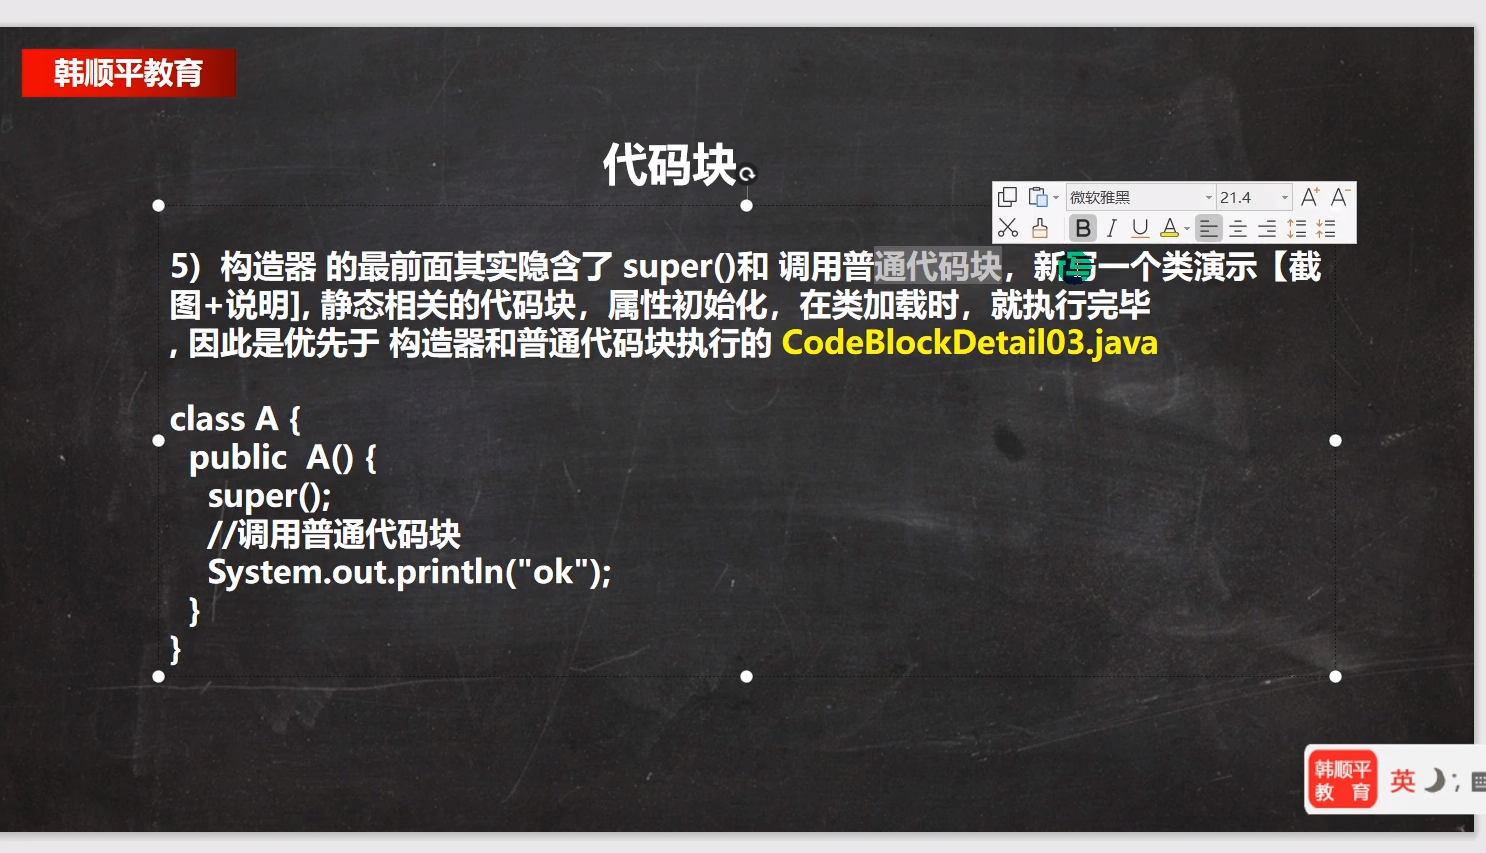 韩顺平教育
代码块
微软雅黑
21.4
B I U A
5）构造器 的最前面其实隐含了 super()和 调用普通代码块，新写一个类演示【截
图+说明], 静态相关的代码块，属性初始化，在类加载时，就执行完毕
, 因此是优先于 构造器和普通代码块执行的 CodeBlockDetail03.java
class A {
public  A() {
super();
//调用普通代码块
System.out.println("ok");
}
}
韩顺平
教 育
英